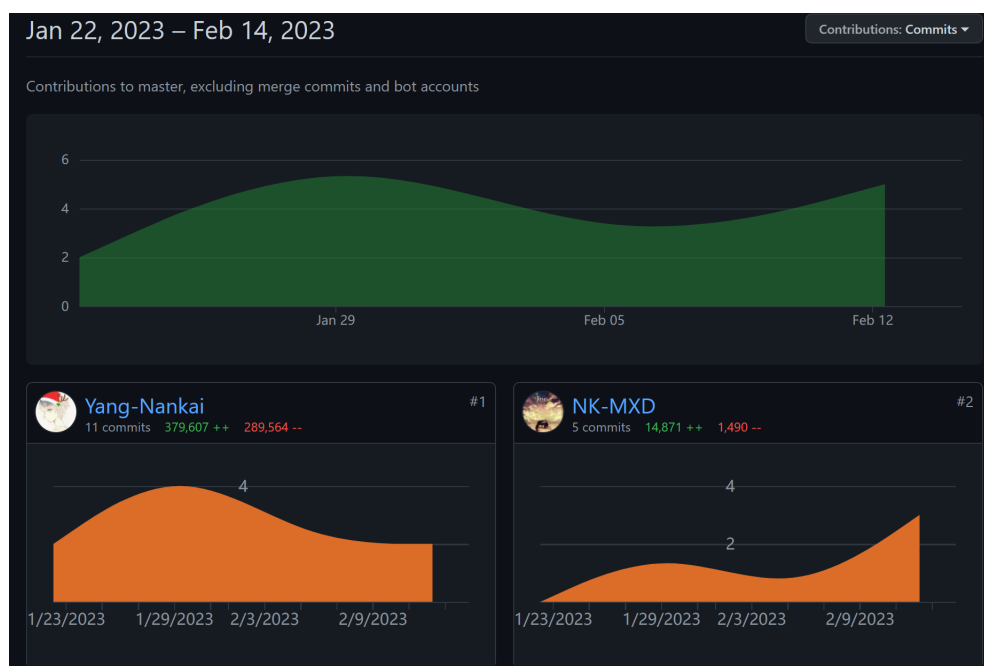 Jan 22, 2023 – Feb 14, 2023
Contributions: Commits
Contributions to master, excluding merge commits and bot accounts
6
4
2
0
Jan 29 Feb 05 Feb 12
Yang-Nankai #1
11 commits 379,607 ++ 289,564 --
4
1/23/2023 1/29/2023 2/3/2023 2/9/2023
NK-MXD #2
5 commits 14,871 ++ 1,490 --
4
2
1/23/2023 1/29/2023 2/3/2023 2/9/2023